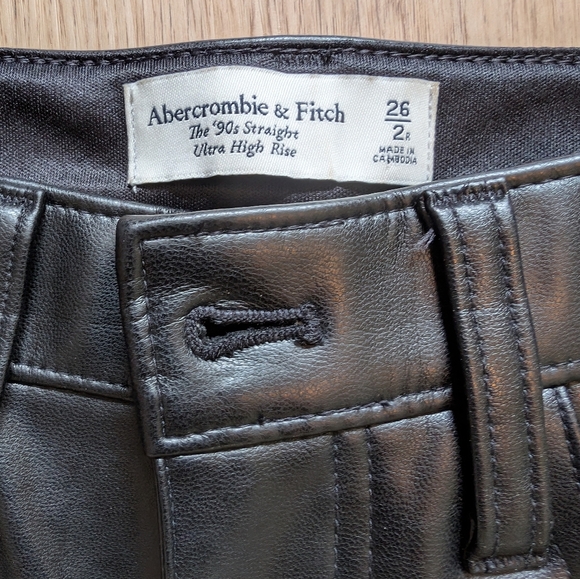 Abercrombie & Fitch
The '90s Straight
Ultra High Rise
26
2R
MADE IN
CAMBODIA